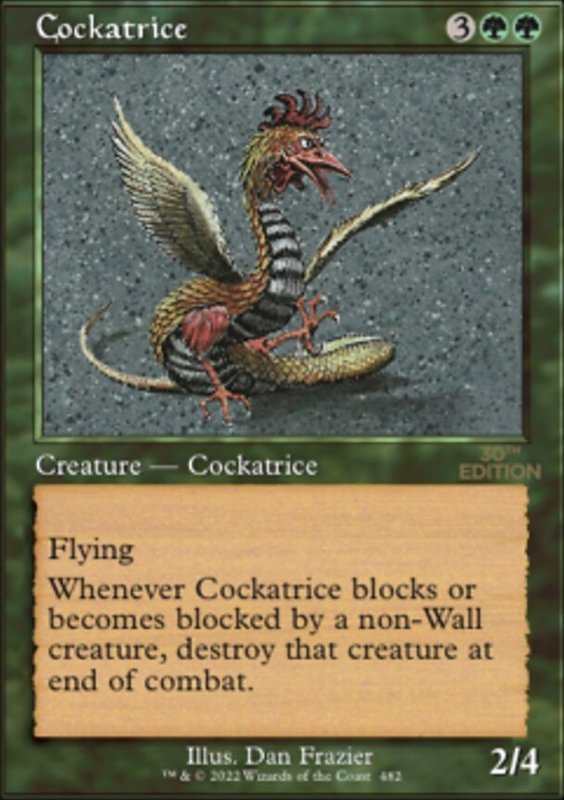 Cockatrice 3
Creature — Cockatrice
30TH
EDITION
Flying
Whenever Cockatrice blocks or
becomes blocked by a non-Wall
creature, destroy that creature at
end of combat.
Illus. Dan Frazier
™ & © 2022 Wizards of the Coast 482
2/4